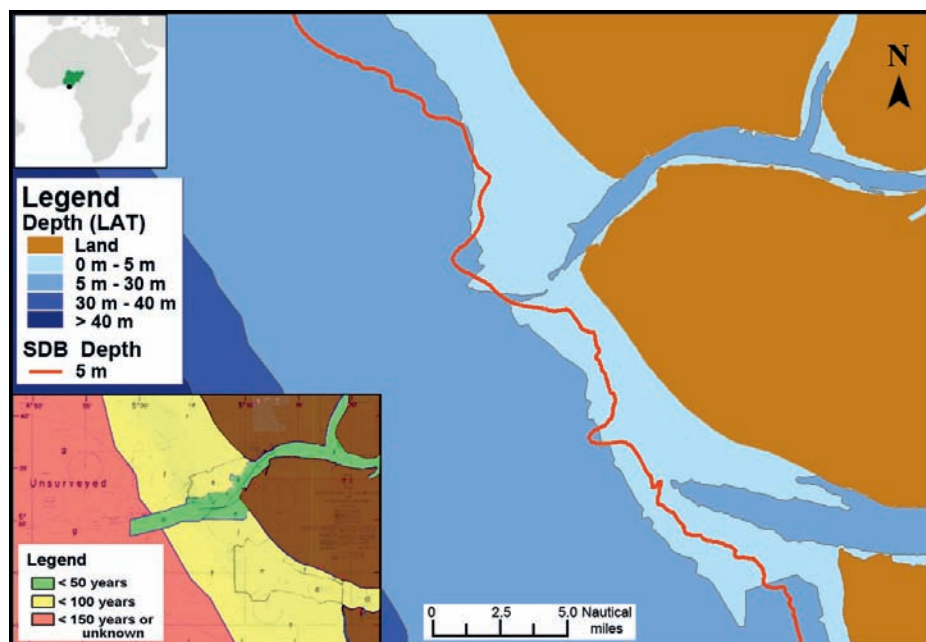 N
Legend
Depth (LAT)
Land
0 m - 5 m
5 m - 30 m
30 m - 40 m
> 40 m
SDB Depth
5 m
Unsurveyed
Legend
< 50 years
< 100 years
< 150 years or
unknown
0 2.5 5.0 Nautical
miles